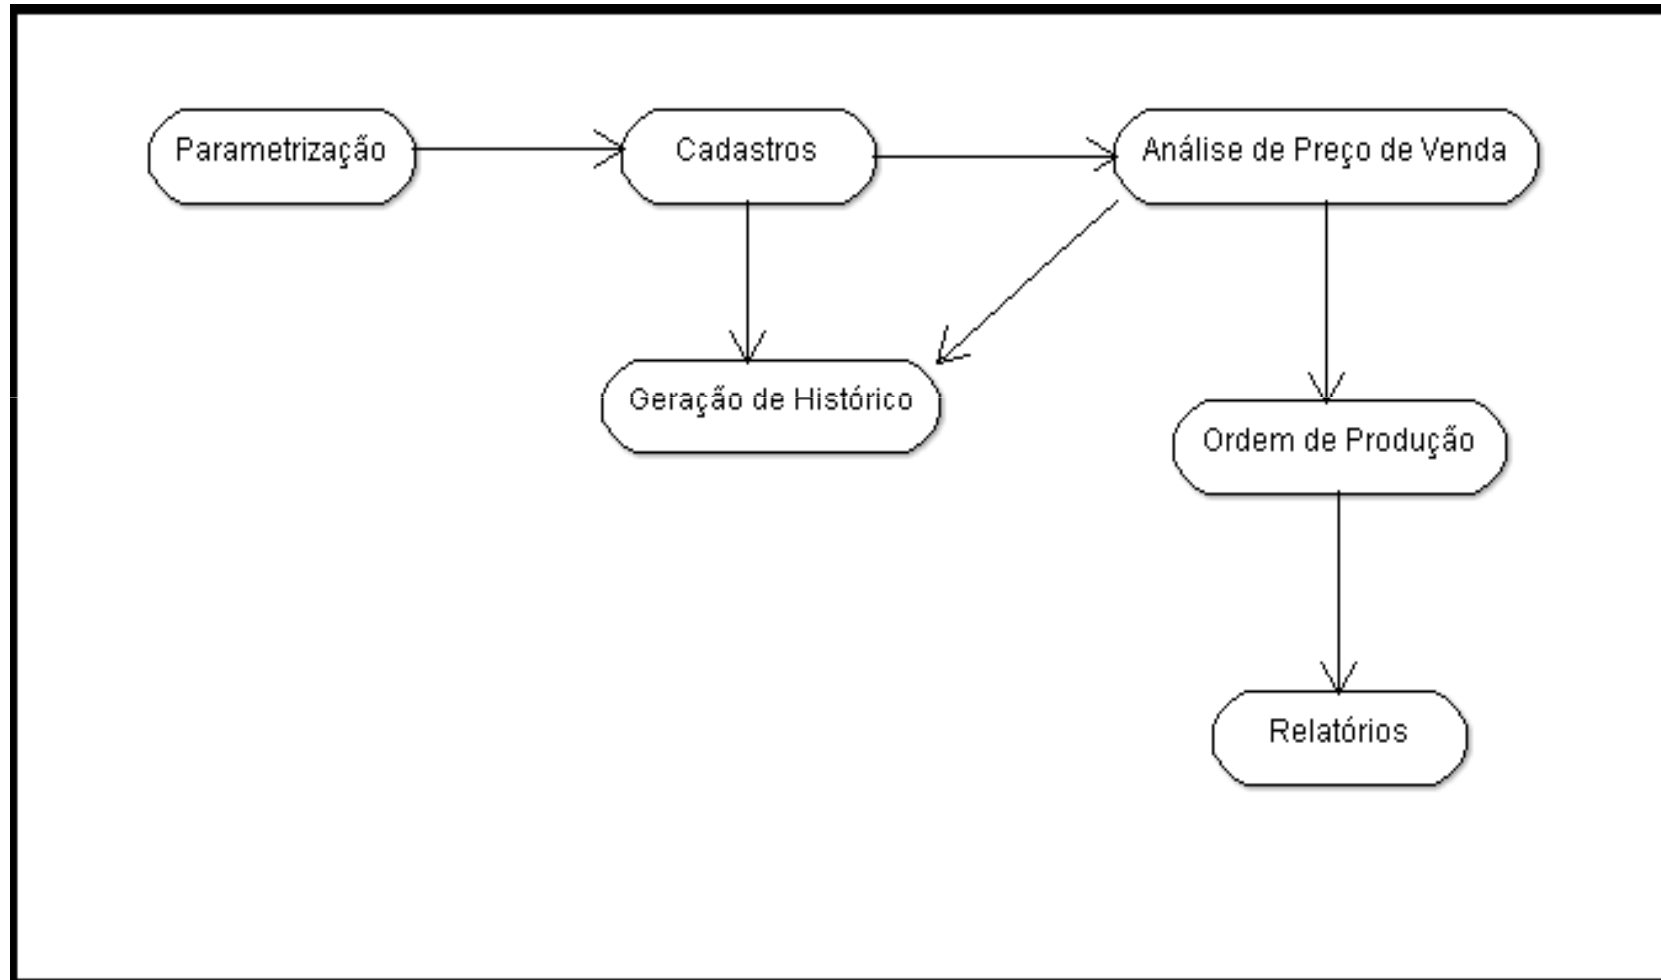 Parametrização
Cadastros
Análise de Preço de Venda
Geração de Histórico
Ordem de Produção
Relatórios